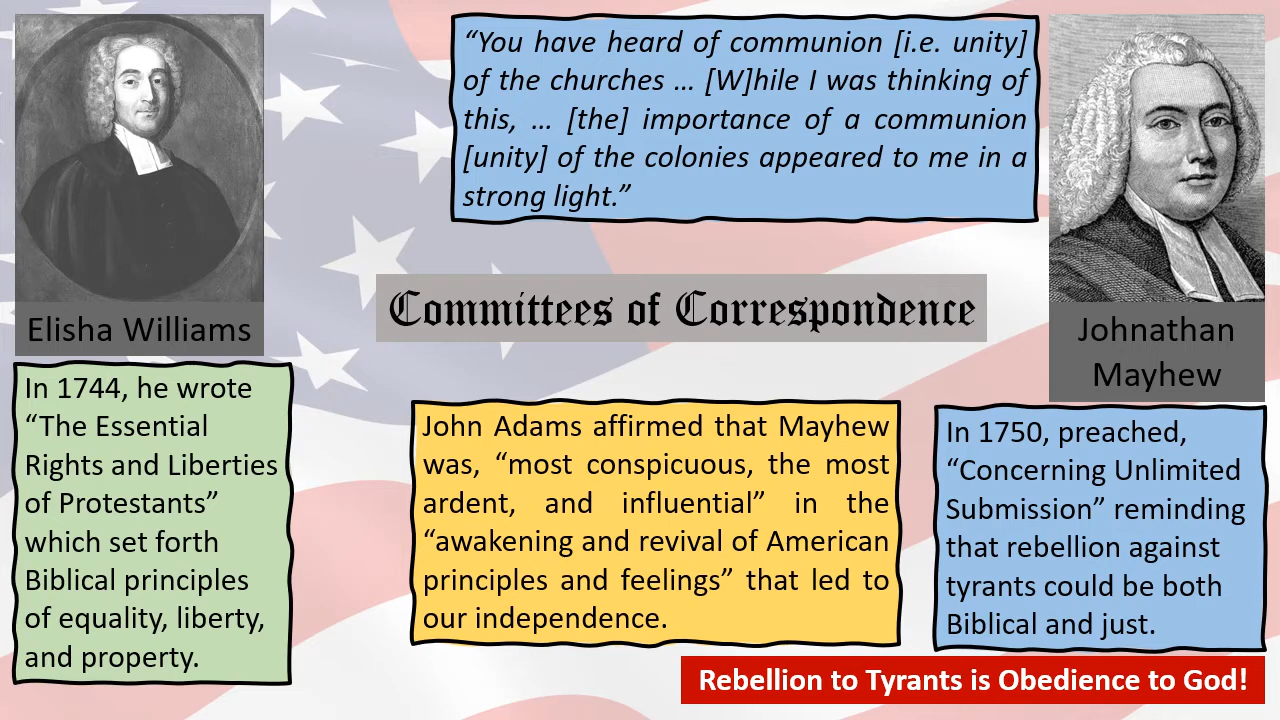 “You have heard of communion [i.e. unity]
of the churches … [W]hile I was thinking of
this, … [the] importance of a communion
[unity] of the colonies appeared to me in a
strong light.”
Committees of Correspondence
Elisha Williams
In 1744, he wrote
“The Essential
Rights and Liberties
of Protestants”
which set forth
Biblical principles
of equality, liberty,
and property.
John Adams affirmed that Mayhew
was, “most conspicuous, the most
ardent, and influential” in the
“awakening and revival of American
principles and feelings” that led to
our independence.
Johnathan
Mayhew
In 1750, preached,
“Concerning Unlimited
Submission” reminding
that rebellion against
tyrants could be both
Biblical and just.
Rebellion to Tyrants is Obedience to God!